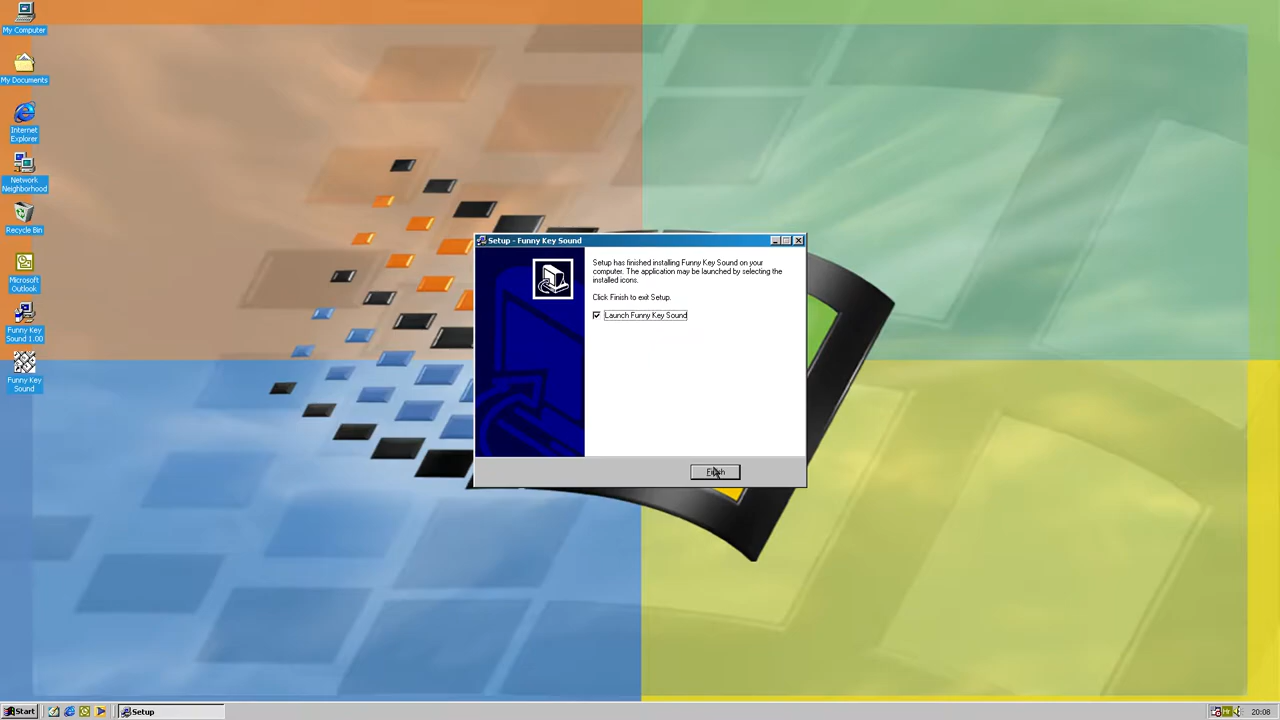 My Computer
My Documents
Internet
Explorer
Network
Neighborhood
Recycle Bin
Microsoft
Outlook
Funny Key
Sound 1.00
Funny Key
Sound
Setup - Funny Key Sound
Setup has finished installing Funny Key Sound on your
computer. The application may be launched by selecting the
installed icons.
Click Finish to exit Setup.
Launch Funny Key Sound
Finish
Start
Setup
Hr
20:08